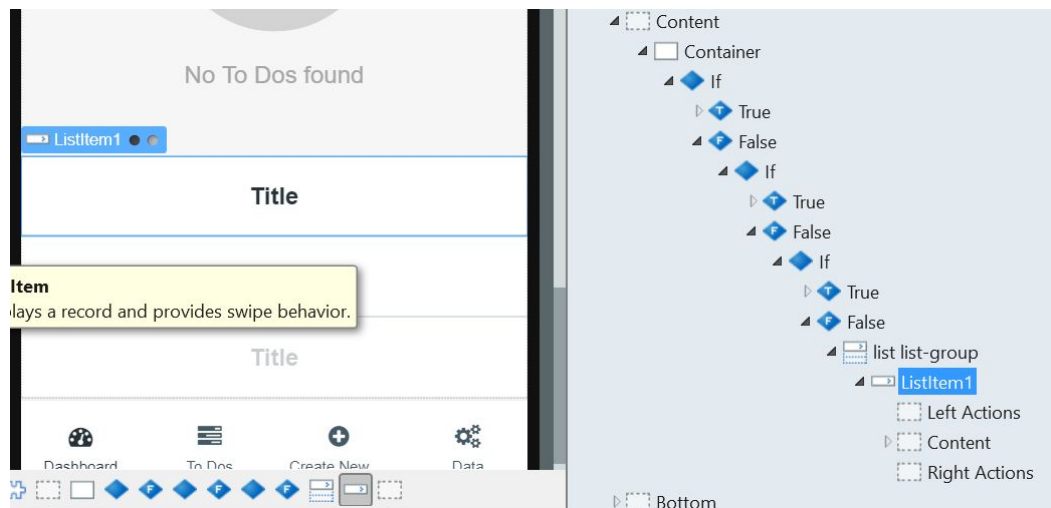 No To Dos found
ListItem1
Title
Item
plays a record and provides swipe behavior.
Title
Dashboard
To Dos
Create New
Data
Content
Container
If
T True
F False
If
T True
F False
If
T True
F False
list list-group
ListItem1
Left Actions
Content
Right Actions
Bottom
F
F
F